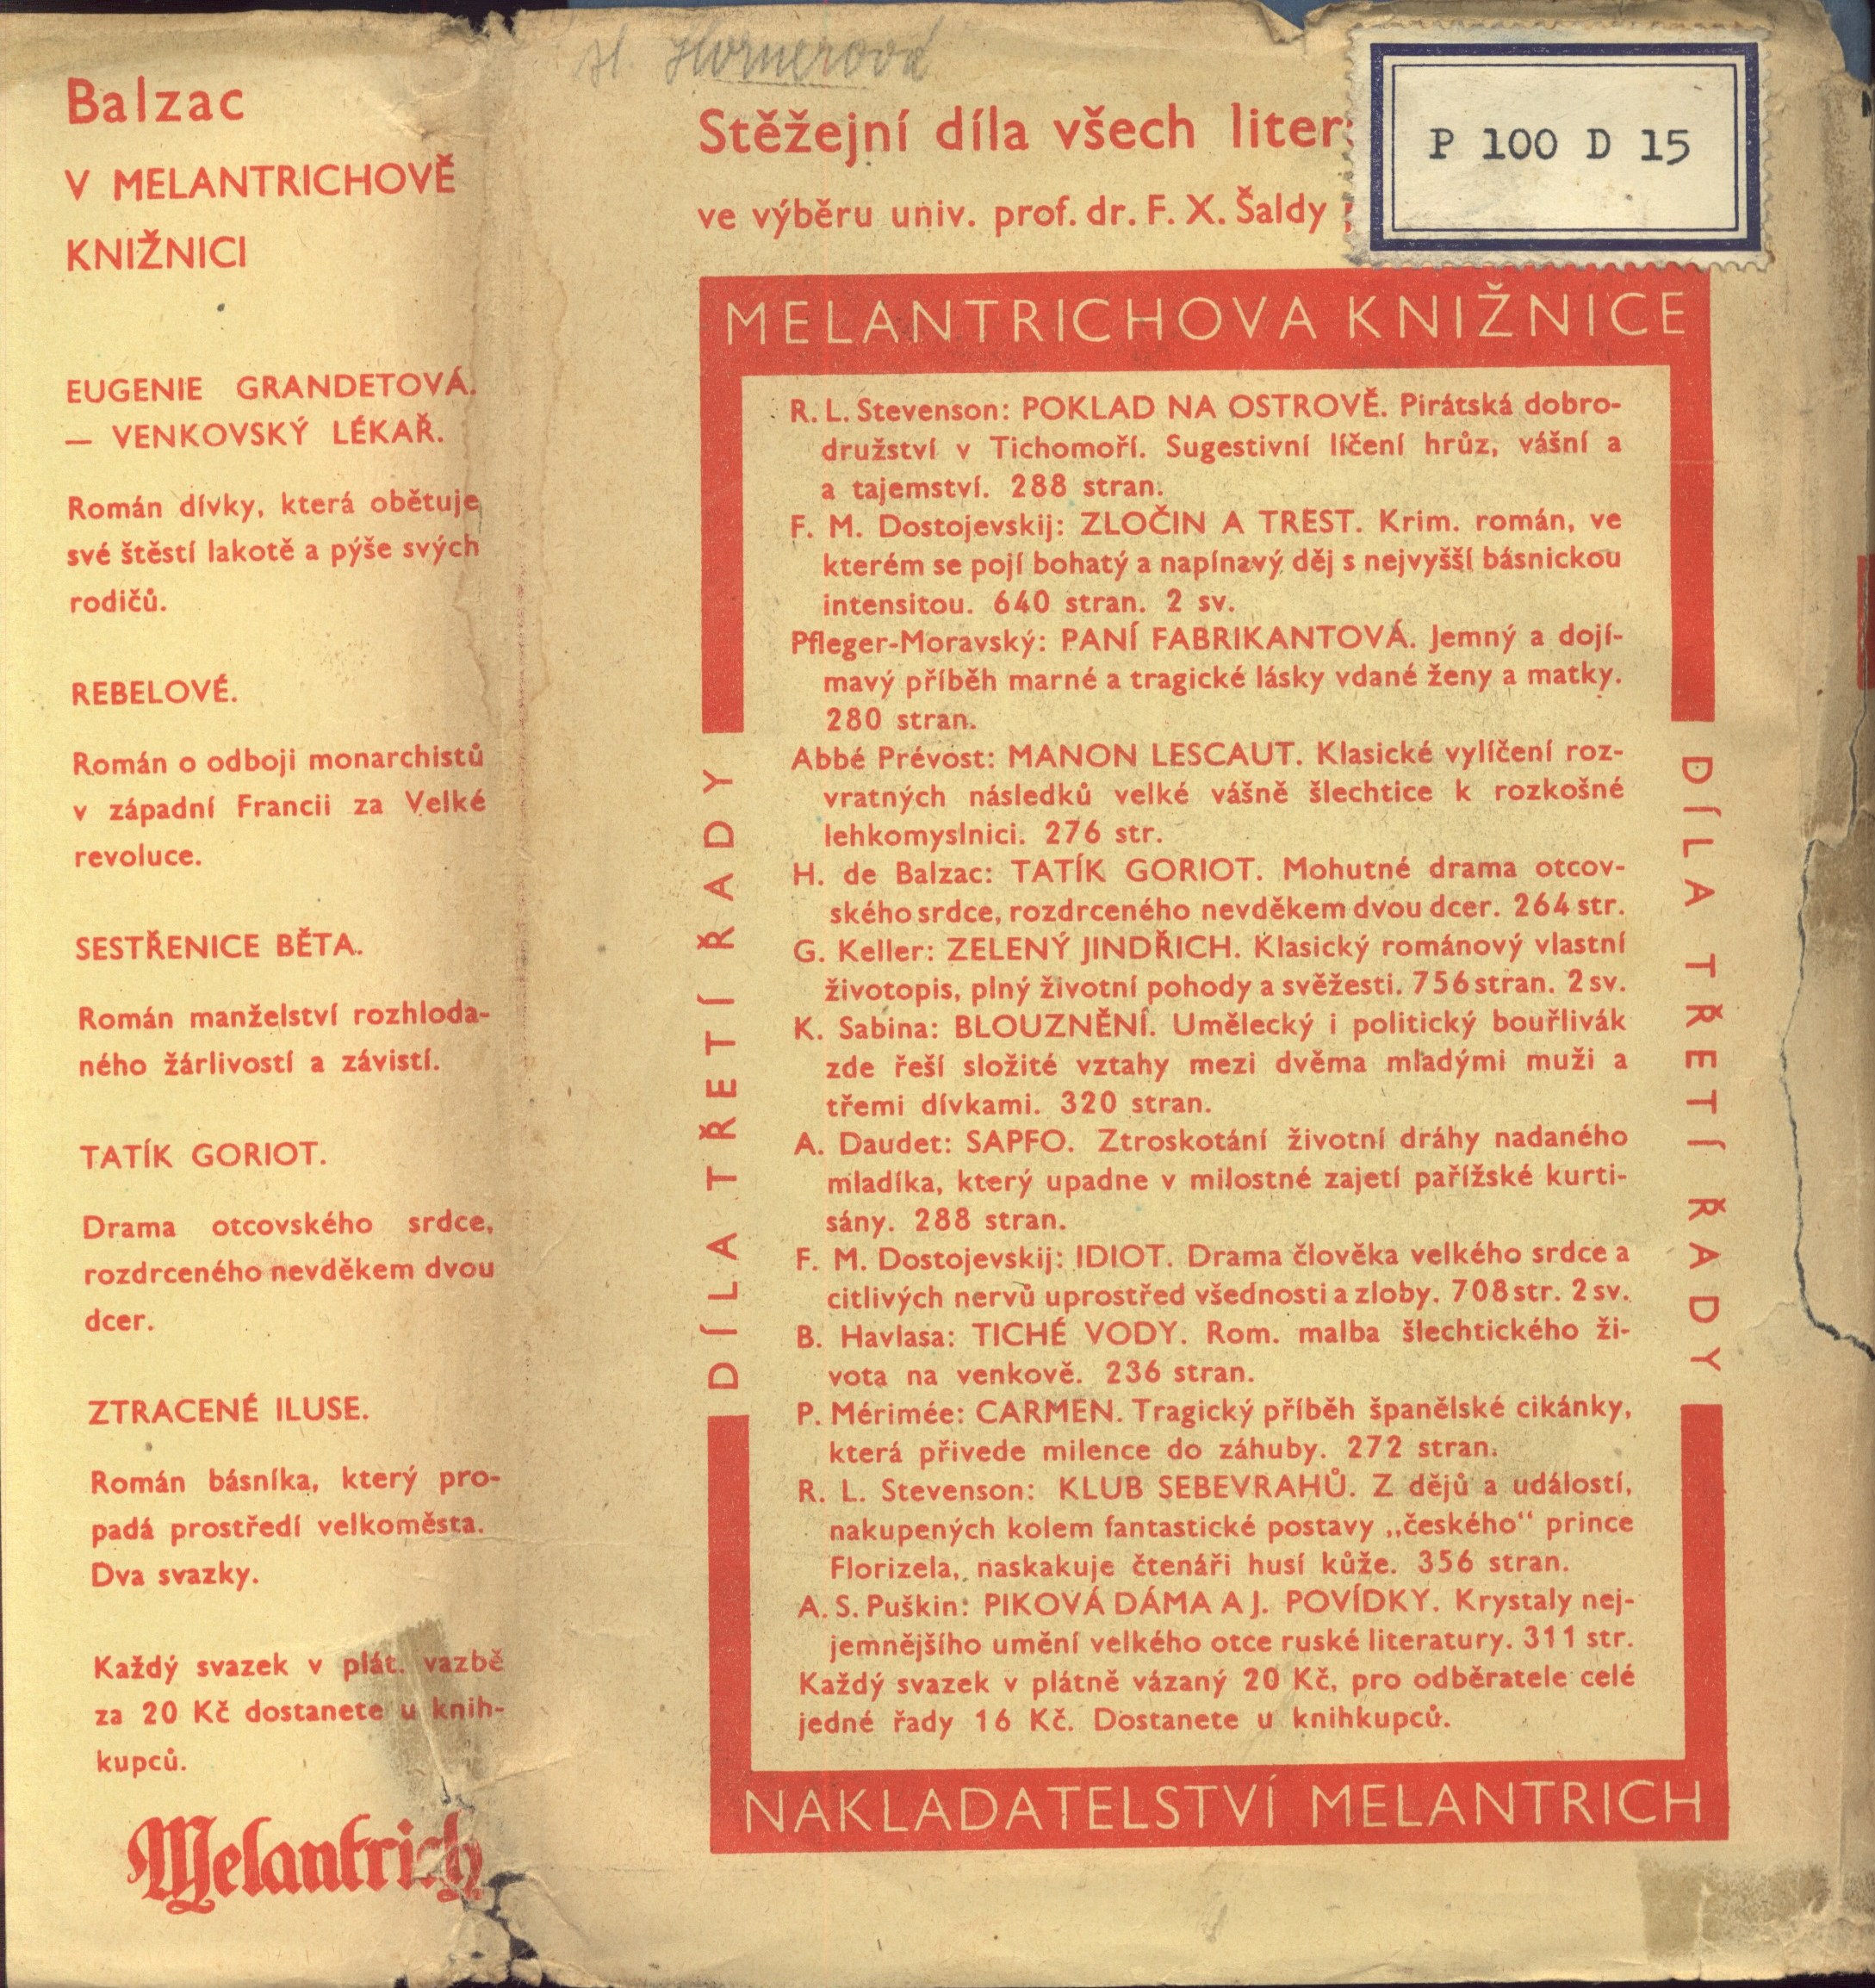 Balzac
V MELANTRICHOVĚ
KNIŽNICI
EUGENIE GRANDETOVÁ.
— VENKOVSKÝ LÉKAŘ.
Román dívky, která obětuje
své štěstí lakotě a pýše svých
rodičů.
REBELOVÉ.
Román o odboji monarchistů
v západní Francii za Velké
revoluce.
SESTŘENICE BĚTA.
Román manželství rozhloda-
ného žárlivostí a závistí.
TATÍK GORIOT.
Drama otcovského srdce,
rozdrceného nevděkem dvou
dcer.
ZTRACENÉ ILUSE.
Román básníka, který pro-
padá prostředí velkoměsta.
Dva svazky.
Každý svazek v plát. vazbě
za 20 Kč dostanete u knih-
kupců.
Melantrich
H. Hornerová
Stěžejní díla všech liter
ve výběru univ. prof. dr. F. X. Šaldy
P 100 D 15
MELANTRICHOVA KNIŽNICE
DÍLA TŘETÍ ŘADY
R. L. Stevenson: POKLAD NA OSTROVĚ. Pirátská dobro-
družství v Tichomoří. Sugestivní líčení hrůz, vášní a
a tajemství. 288 stran.
F. M. Dostojevskij: ZLOČIN A TREST. Krim. román, ve
kterém se pojí bohatý a napínavý děj s nejvyšší básnickou
intensitou. 640 stran. 2 sv.
Pfleger-Moravský: PANÍ FABRIKANTOVÁ. Jemný a dojí-
mavý příběh marné a tragické lásky vdané ženy a matky.
280 stran.
Abbé Prévost: MANON LESCAUT. Klasické vylíčení roz-
vratných následků velké vášně šlechtice k rozkošné
lehkomyslnici. 276 str.
H. de Balzac: TATÍK GORIOT. Mohutné drama otcov-
ského srdce, rozdrceného nevděkem dvou dcer. 264 str.
G. Keller: ZELENÝ JINDŘICH. Klasický románový vlastní
životopis, plný životní pohody a svěžesti. 756 stran. 2 sv.
K. Sabina: BLOUZNĚNÍ. Umělecký i politický bouřlivák
zde řeší složité vztahy mezi dvěma mladými muži a
třemi dívkami. 320 stran.
A. Daudet: SAPFO. Ztroskotání životní dráhy nadaného
mladíka, který upadne v milostné zajetí pařížské kurti-
sány. 288 stran.
F. M. Dostojevskij: IDIOT. Drama člověka velkého srdce a
citlivých nervů uprostřed všednosti a zloby. 708 str. 2 sv.
B. Havlasa: TICHÉ VODY. Rom. malba šlechtického ži-
vota na venkově. 236 stran.
P. Mérimée: CARMEN. Tragický příběh španělské cikánky,
která přivede milence do záhuby. 272 stran.
R. L. Stevenson: KLUB SEBEVRAHŮ. Z dějů a událostí,
nakupených kolem fantastické postavy „českého“ prince
Florizela, naskakuje čtenáři husí kůže. 356 stran.
A. S. Puškin: PIKOVÁ DÁMA A J. POVÍDKY. Krystaly nej-
jemnějšího umění velkého otce ruské literatury. 311 str.
Každý svazek v plátně vázaný 20 Kč, pro odběratele celé
jedné řady 16 Kč. Dostanete u knihkupců.
DÍLA TŘETÍ ŘADY
NAKLADATELSTVÍ MELANTRICH